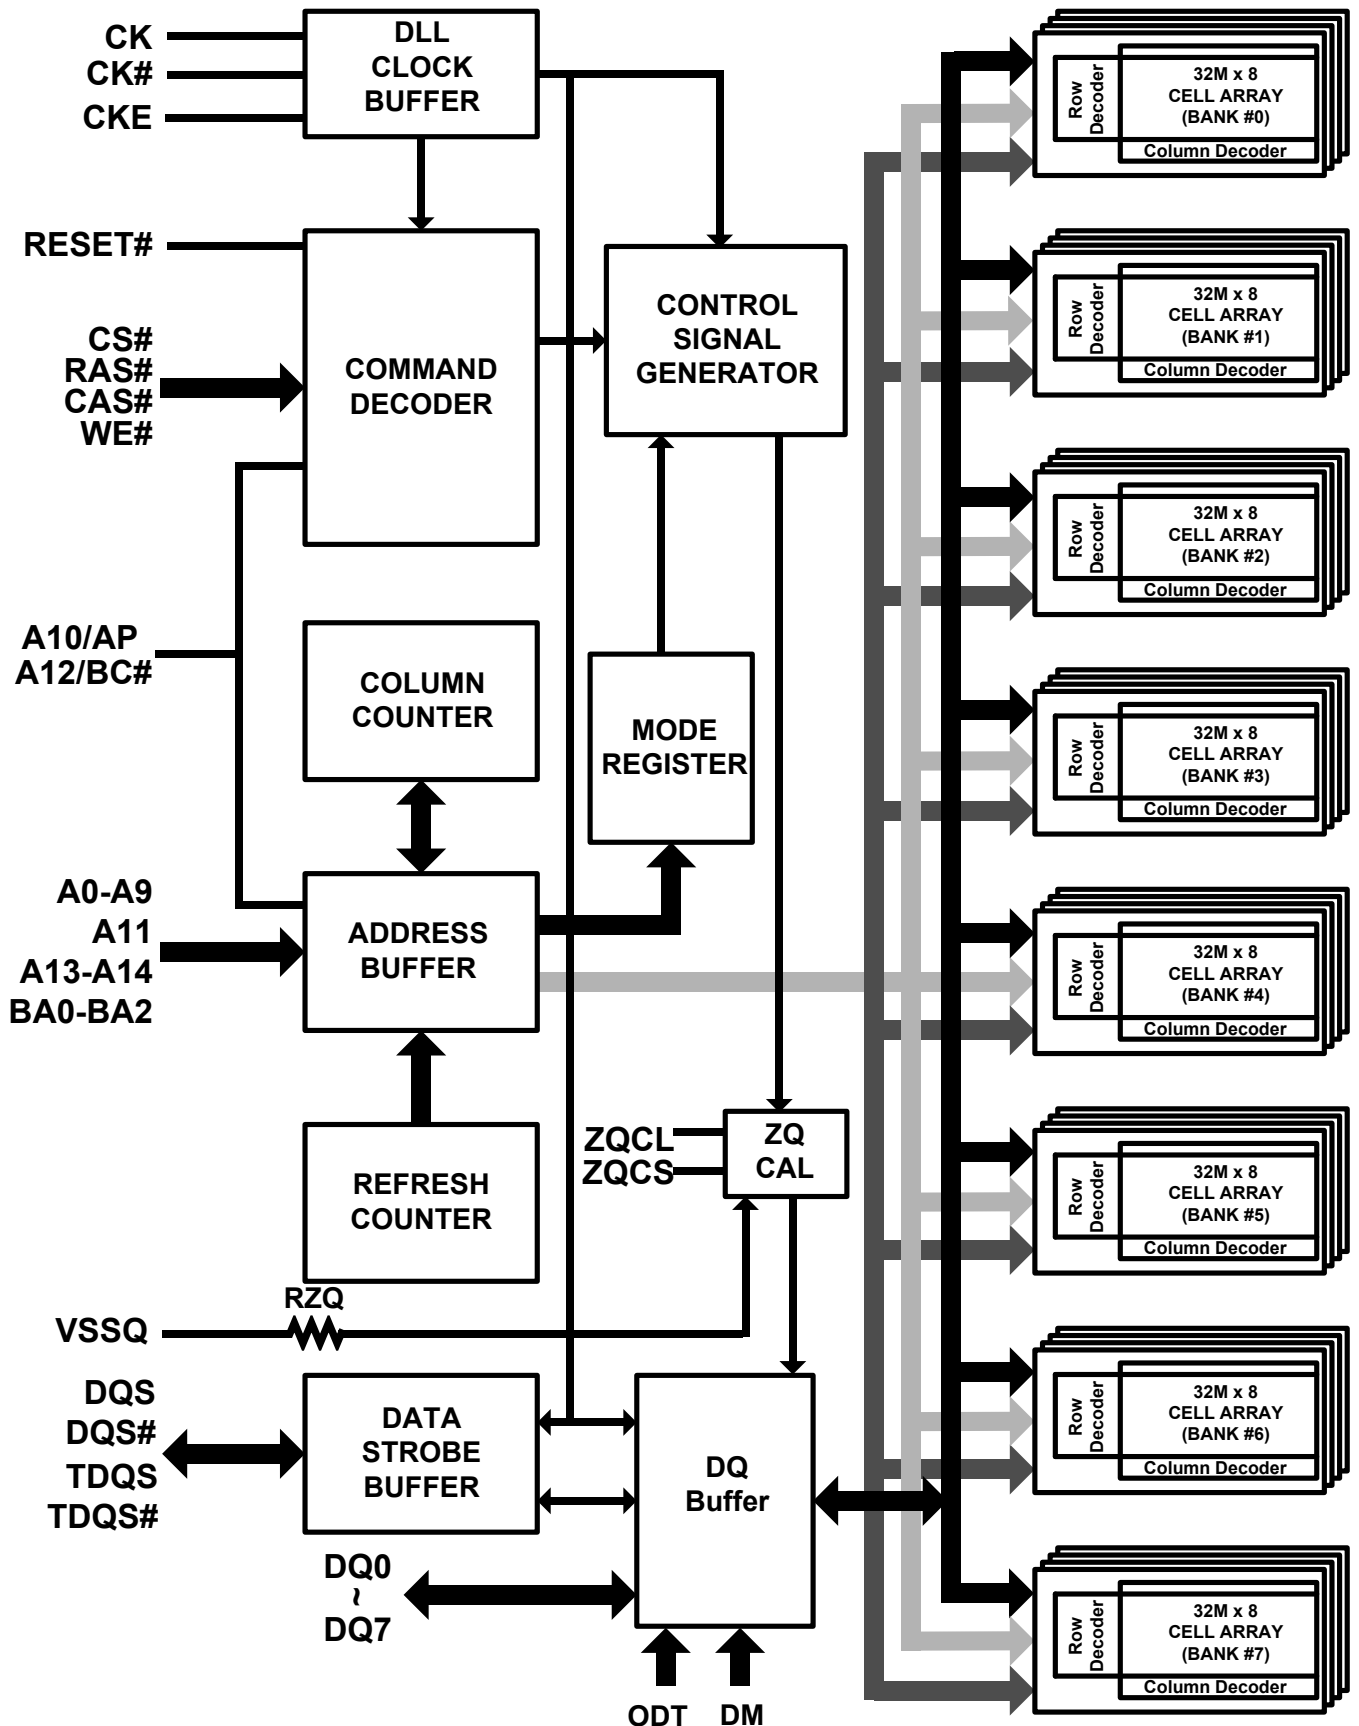 CK
CK#
CKE
DLL
CLOCK
BUFFER
RESET#
CS#
RAS#
CAS#
WE#
COMMAND
DECODER
CONTROL
SIGNAL
GENERATOR
A10/AP
A12/BC#
COLUMN
COUNTER
MODE
REGISTER
A0-A9
A11
A13-A14
BA0-BA2
ADDRESS
BUFFER
REFRESH
COUNTER
ZQCL
ZQCS
ZQ
CAL
RZQ
VSSQ
DQS
DQS#
TDQS
TDQS#
DATA
STROBE
BUFFER
DQ
Buffer
DQ0
~
DQ7
ODT
DM
Row
Decoder
32M x 8
CELL ARRAY
(BANK #0)
Column Decoder
Row
Decoder
32M x 8
CELL ARRAY
(BANK #1)
Column Decoder
Row
Decoder
32M x 8
CELL ARRAY
(BANK #2)
Column Decoder
Row
Decoder
32M x 8
CELL ARRAY
(BANK #3)
Column Decoder
Row
Decoder
32M x 8
CELL ARRAY
(BANK #4)
Column Decoder
Row
Decoder
32M x 8
CELL ARRAY
(BANK #5)
Column Decoder
Row
Decoder
32M x 8
CELL ARRAY
(BANK #6)
Column Decoder
Row
Decoder
32M x 8
CELL ARRAY
(BANK #7)
Column Decoder